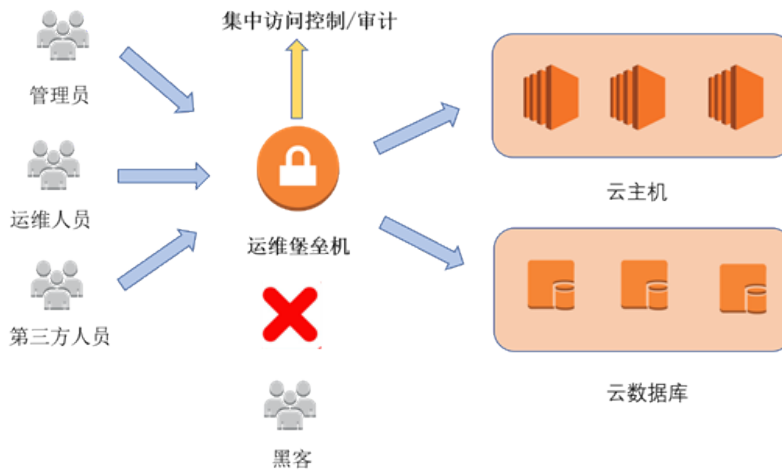 集中访问控制/审计
管理员
云主机
运维人员
运维堡垒机
第三方人员
云数据库
黑客